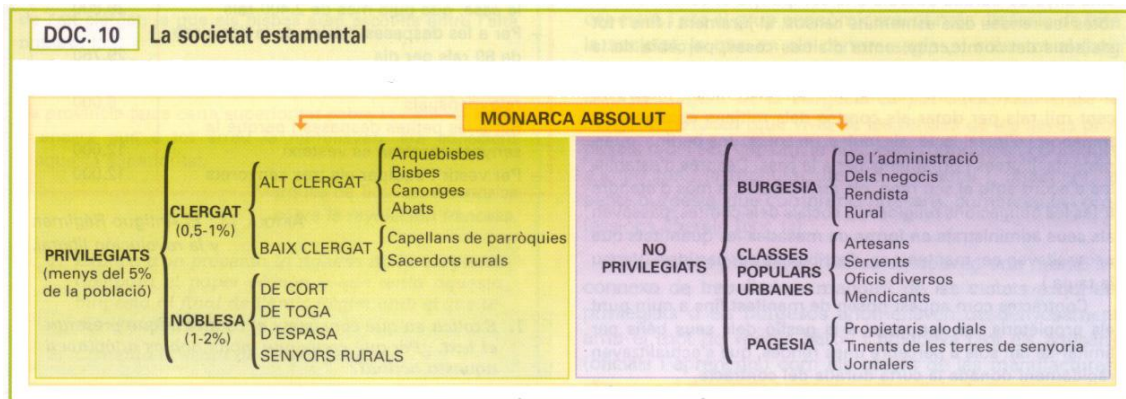 DOC. 10 La societat estamental
MONARCA ABSOLUT
PRIVILEGIATS
(menys del 5%
de la població)
CLERGAT
(0,5-1%)
ALT CLERGAT
Arquebisbes
Bisbes
Canonges
Abats
BAIX CLERGAT
Capellans de parròquies
Sacerdots rurals
NOBLESA
(1-2%)
DE CORT
DE TOGA
D'ESPASA
SENYORS RURALS
NO
PRIVILEGIATS
BURGESIA
De l´administració
Dels negocis
Rendista
Rural
CLASSES
POPULARS
URBANES
Artesans
Servents
Oficis diversos
Mendicants
PAGESIA
Propietaris alodials
Tinents de les terres de senyoria
Jornalers